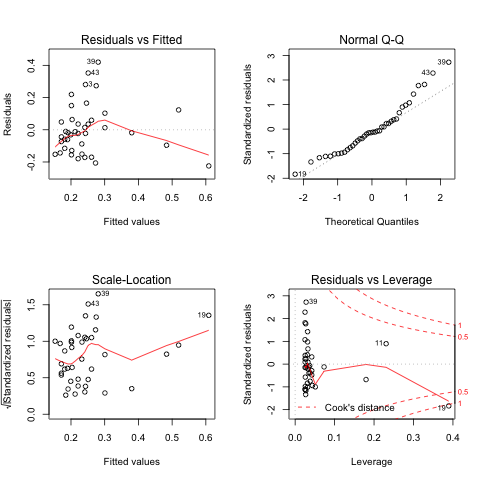 Residuals vs Fitted
Residuals
-0.2 0.0 0.2 0.4
39
43
3
0.2 0.3 0.4 0.5 0.6
Fitted values
Normal Q-Q
Standardized residuals
-2 -1 0 1 2 3
39
43
19
-2 -1 0 1 2
Theoretical Quantiles
Scale-Location
√|Standardized residuals|
0.0 0.5 1.0 1.5
39
43
19
0.2 0.3 0.4 0.5 0.6
Fitted values
Residuals vs Leverage
Standardized residuals
-2 -1 0 1 2 3
39
11
19
1
0.5
0.5
1
Cook's distance
0.0 0.1 0.2 0.3 0.4
Leverage